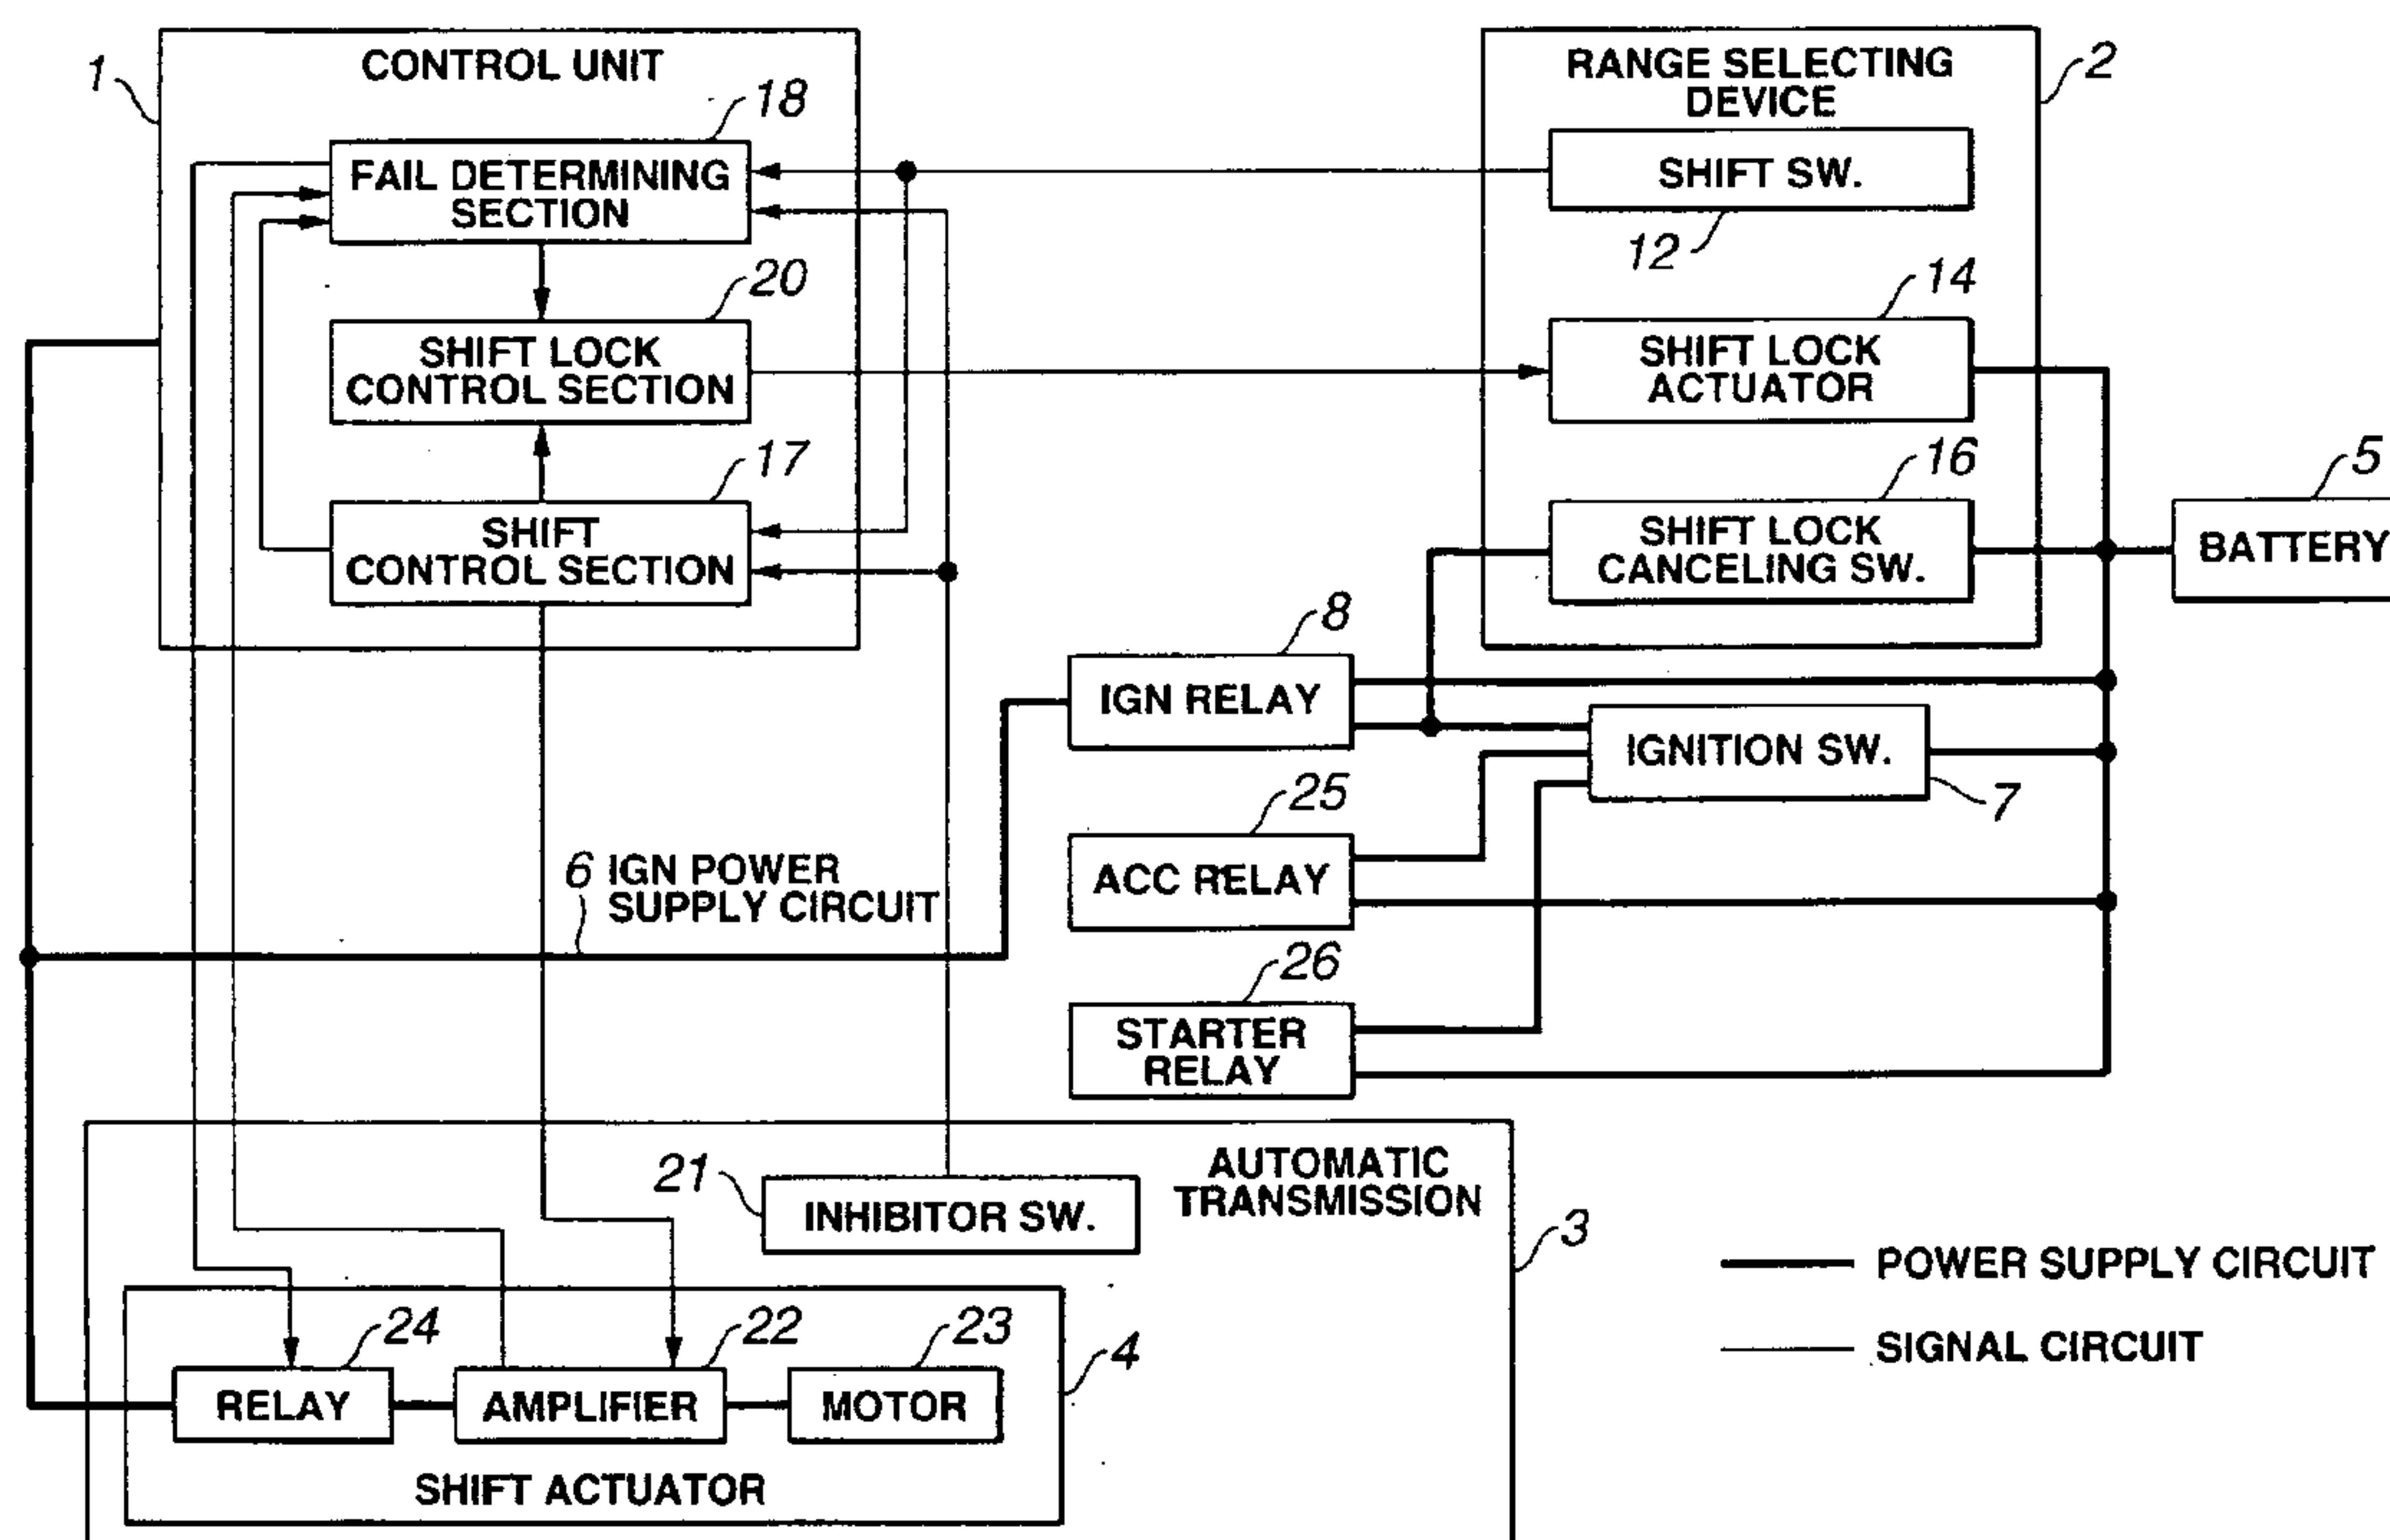 1
CONTROL UNIT
18
FAIL DETERMINING
SECTION
20
SHIFT LOCK
CONTROL SECTION
17
SHIFT
CONTROL SECTION
RANGE SELECTING
DEVICE
2
SHIFT SW.
12
14
SHIFT LOCK
ACTUATOR
16
SHIFT LOCK
CANCELING SW.
5
BATTERY
8
IGN RELAY
IGNITION SW.
7
25
ACC RELAY
6 IGN POWER
SUPPLY CIRCUIT
26
STARTER
RELAY
AUTOMATIC
TRANSMISSION
3
21
INHIBITOR SW.
24
RELAY
22
AMPLIFIER
23
MOTOR
4
SHIFT ACTUATOR
POWER SUPPLY CIRCUIT
SIGNAL CIRCUIT